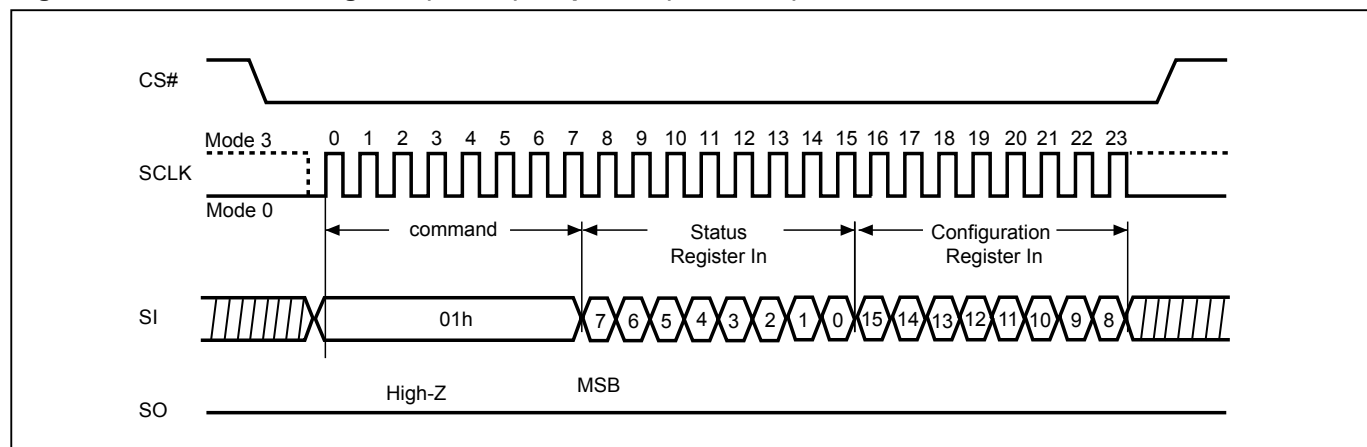 CS#
Mode 3
0 1 2 3 4 5 6 7 8 9 10 11 12 13 14 15 16 17 18 19 20 21 22 23
SCLK
Mode 0
command
Status
Register In
Configuration
Register In
SI
01h
7 6 5 4 3 2 1 0 15 14 13 12 11 10 9 8
High-Z
MSB
SO